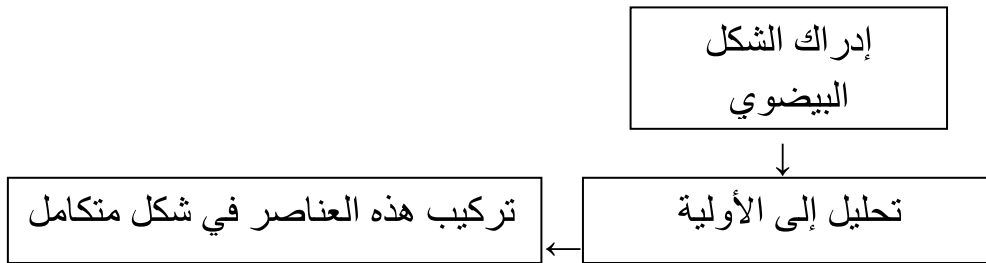 إدراك الشكل
البيضوي
↓
تحليل إلى الأولية
←
تركيب هذه العناصر في شكل متكامل